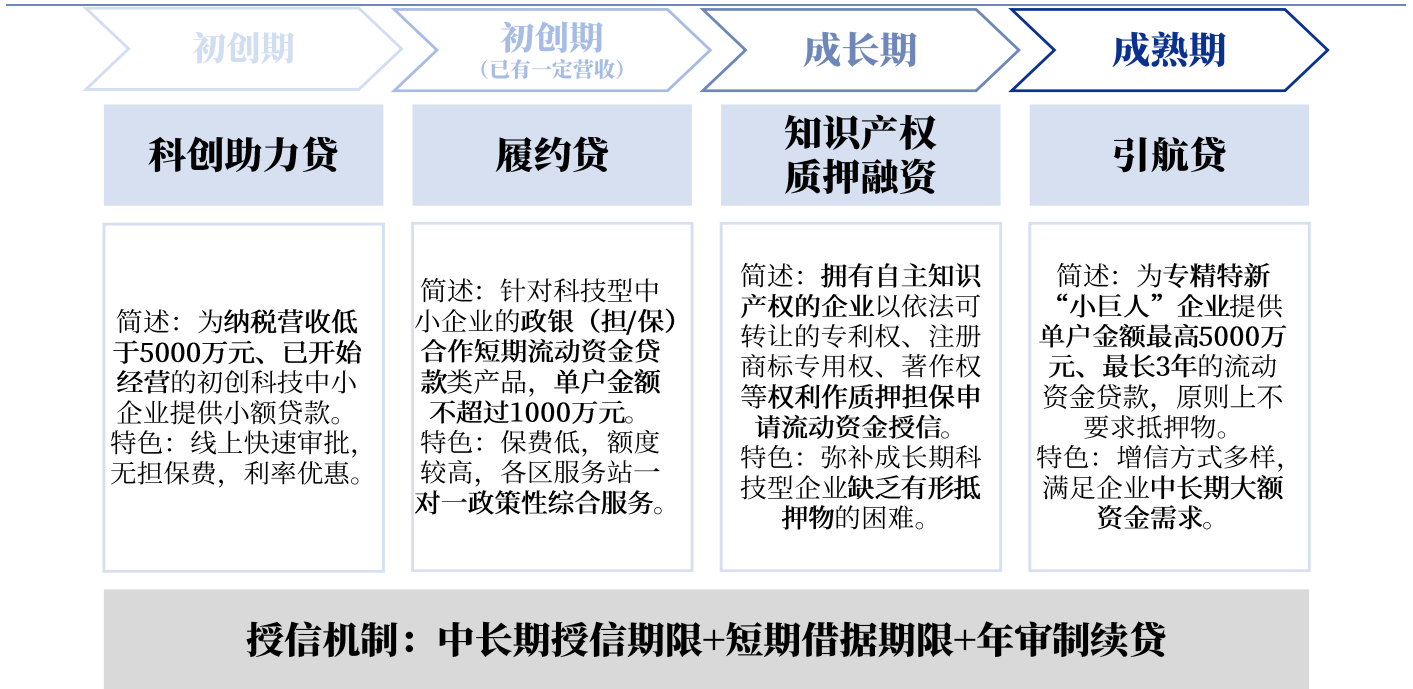 初创期
初创期
（已有一定营收）
成长期
成熟期
科创助力贷
履约贷
知识产权
质押融资
引航贷
简述：为纳税营收低
于5000万元、已开始
经营的初创科技中小
企业提供小额贷款。
特色：线上快速审批，
无担保费，利率优惠。
简述：针对科技型中
小企业的政银（担/保）
合作短期流动资金贷
款类产品，单户金额
不超过1000万元。
特色：保费低，额度
较高，各区服务站一
对一政策性综合服务。
简述：拥有自主知识
产权的企业以依法可
转让的专利权、注册
商标专用权、著作权
等权利作质押担保申
请流动资金授信。
特色：弥补成长期科
技型企业缺乏有形抵
押物的困难。
简述：为专精特新
“小巨人”企业提供
单户金额最高5000万
元、最长3年的流动
资金贷款，原则上不
要求抵押物。
特色：增信方式多样，
满足企业中长期大额
资金需求。
授信机制：中长期授信期限+短期借据期限+年审制续贷